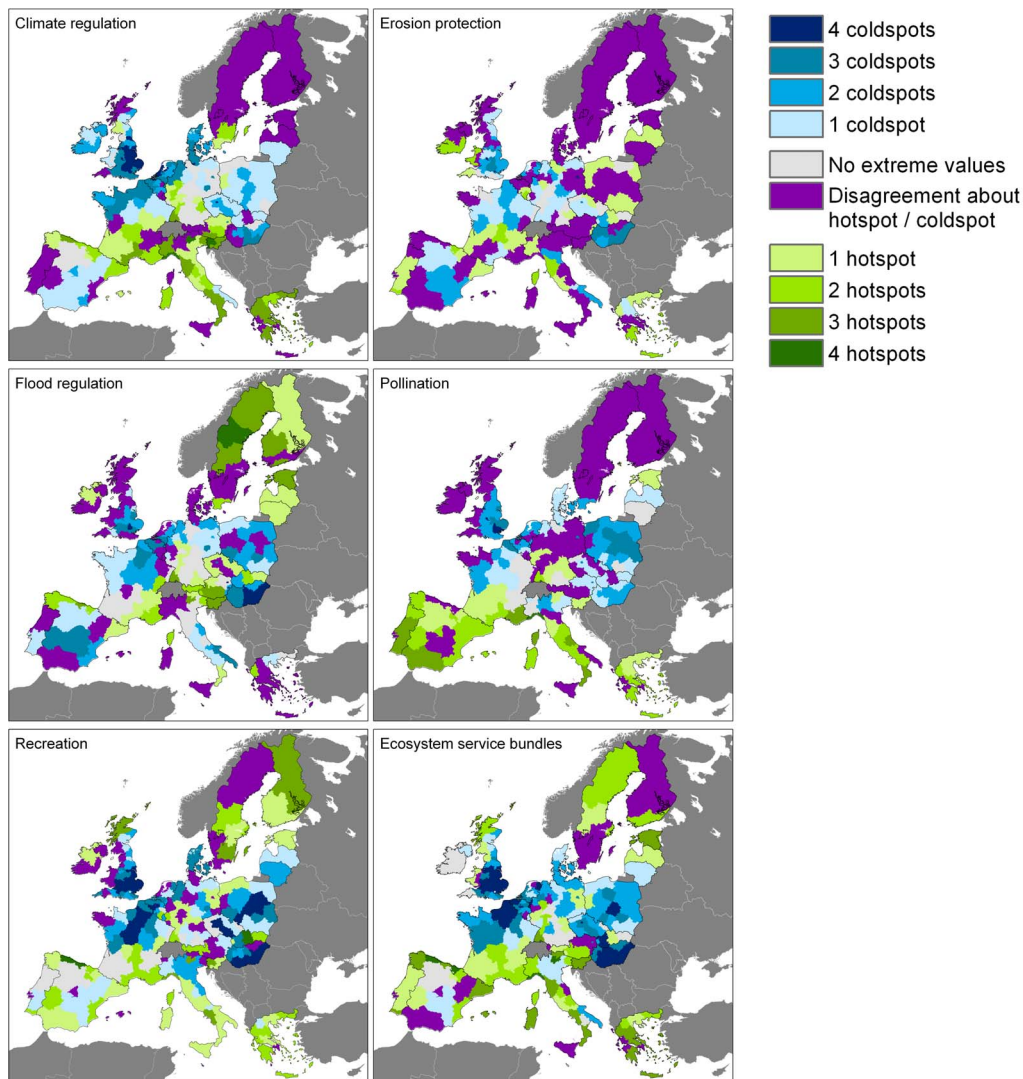 Climate regulation
Erosion protection
4 coldspots
3 coldspots
2 coldspots
1 coldspot
No extreme values
Disagreement about
hotspot / coldspot
1 hotspot
2 hotspots
3 hotspots
4 hotspots
Flood regulation
Pollination
Recreation
Ecosystem service bundles